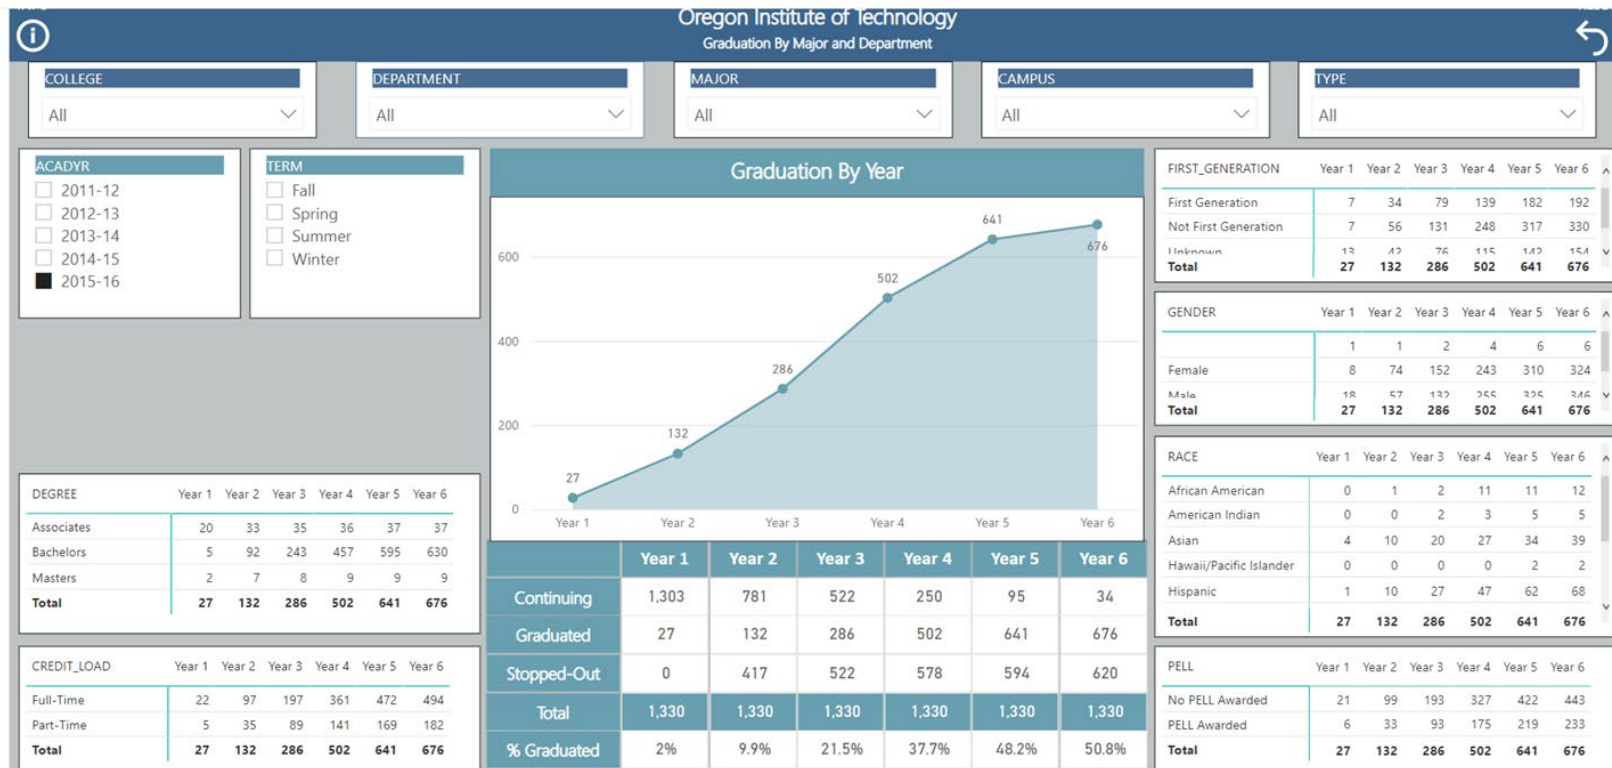 Oregon Institute of Technology
Graduation By Major and Department
COLLEGE
All
DEPARTMENT
All
MAJOR
All
CAMPUS
All
TYPE
All
ACADYR
2011-12
2012-13
2013-14
2014-15
2015-16
TERM
Fall
Spring
Summer
Winter
DEGREE Year 1 Year 2 Year 3 Year 4 Year 5 Year 6
Associates 20 33 35 36 37 37
Bachelors 5 92 243 457 595 630
Masters 2 7 8 9 9 9
Total 27 132 286 502 641 676
CREDIT_LOAD Year 1 Year 2 Year 3 Year 4 Year 5 Year 6
Full-Time 22 97 197 361 472 494
Part-Time 5 35 89 141 169 182
Total 27 132 286 502 641 676
Graduation By Year
600
400
200
0
27
132
286
502
641
676
Year 1 Year 2 Year 3 Year 4 Year 5 Year 6
Year 1 Year 2 Year 3 Year 4 Year 5 Year 6
Continuing 1,303 781 522 250 95 34
Graduated 27 132 286 502 641 676
Stopped-Out 0 417 522 578 594 620
Total 1,330 1,330 1,330 1,330 1,330 1,330
% Graduated 2% 9.9% 21.5% 37.7% 48.2% 50.8%
FIRST_GENERATION Year 1 Year 2 Year 3 Year 4 Year 5 Year 6
First Generation 7 34 79 139 182 192
Not First Generation 7 56 131 248 317 330
Unknown 13 42 76 115 142 154
Total 27 132 286 502 641 676
GENDER Year 1 Year 2 Year 3 Year 4 Year 5 Year 6
1 1 2 4 6 6
Female 8 74 152 243 310 324
Male 18 57 132 255 325 346
Total 27 132 286 502 641 676
RACE Year 1 Year 2 Year 3 Year 4 Year 5 Year 6
African American 0 1 2 11 11 12
American Indian 0 0 2 3 5 5
Asian 4 10 20 27 34 39
Hawaii/Pacific Islander 0 0 0 0 2 2
Hispanic 1 10 27 47 62 68
Total 27 132 286 502 641 676
PELL Year 1 Year 2 Year 3 Year 4 Year 5 Year 6
No PELL Awarded 21 99 193 327 422 443
PELL Awarded 6 33 93 175 219 233
Total 27 132 286 502 641 676